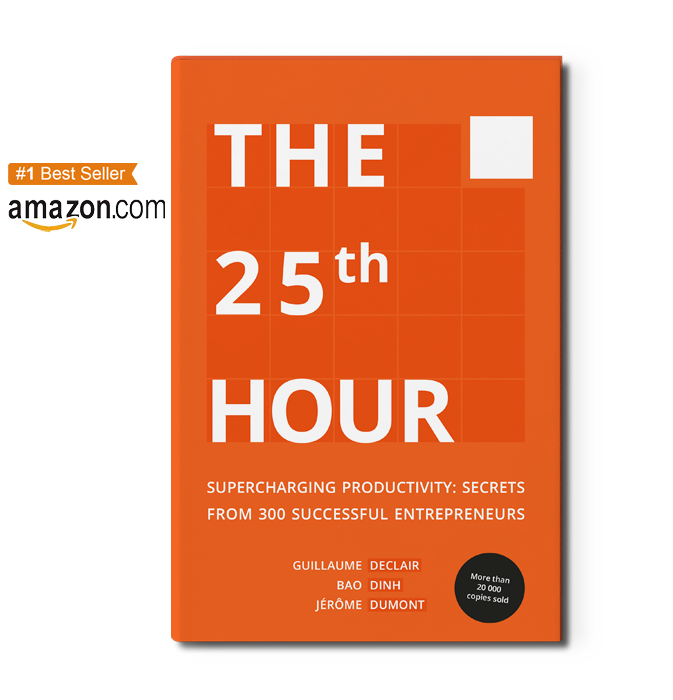 #1 Best Seller
amazon.com
THE
25th
HOUR
SUPERCHARGING PRODUCTIVITY: SECRETS
FROM 300 SUCCESSFUL ENTREPRENEURS
GUILLAUME DECLAIR
BAO DINH
JÉRÔME DUMONT
More than
20 000
copies sold